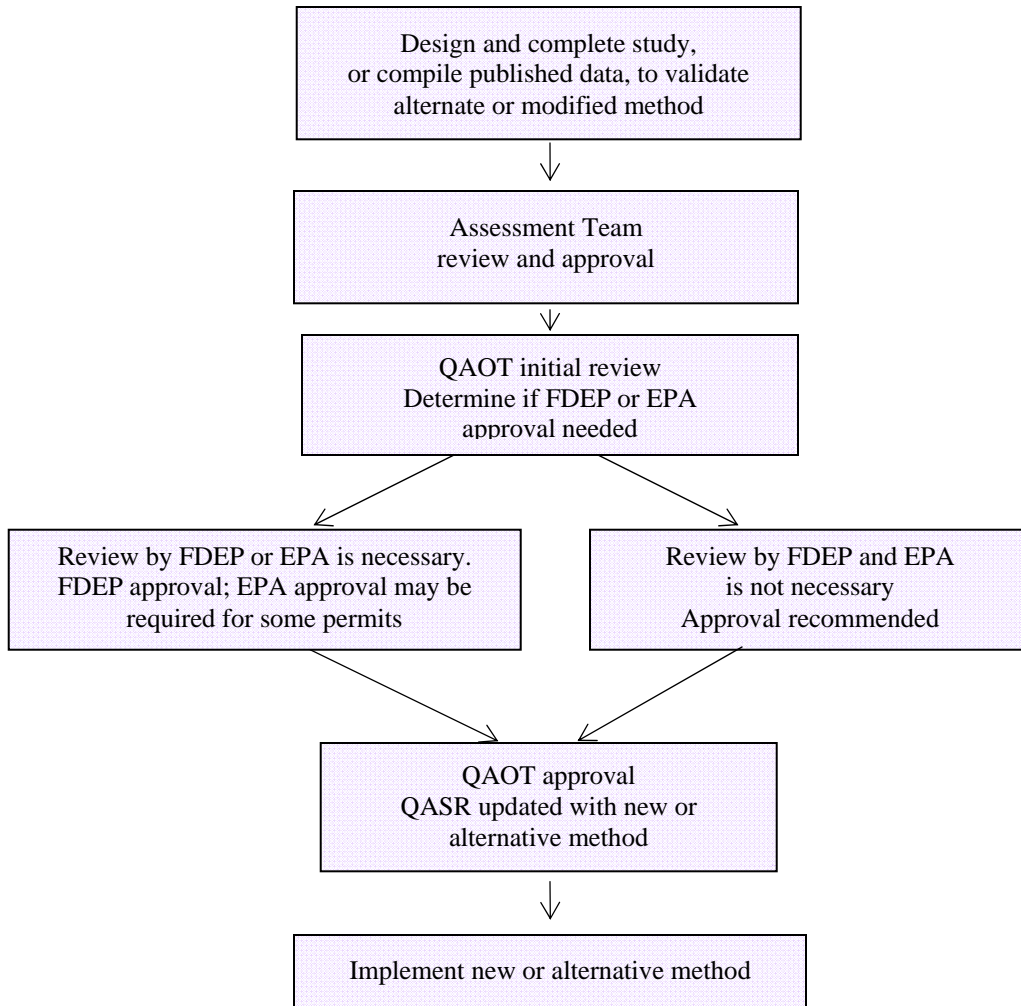 Design and complete study,
or compile published data, to validate
alternate or modified method
Assessment Team
review and approval
QAOT initial review
Determine if FDEP or EPA
approval needed
Review by FDEP or EPA is necessary.
FDEP approval; EPA approval may be
required for some permits
Review by FDEP and EPA
is not necessary
Approval recommended
QAOT approval
QASR updated with new or
alternative method
Implement new or alternative method